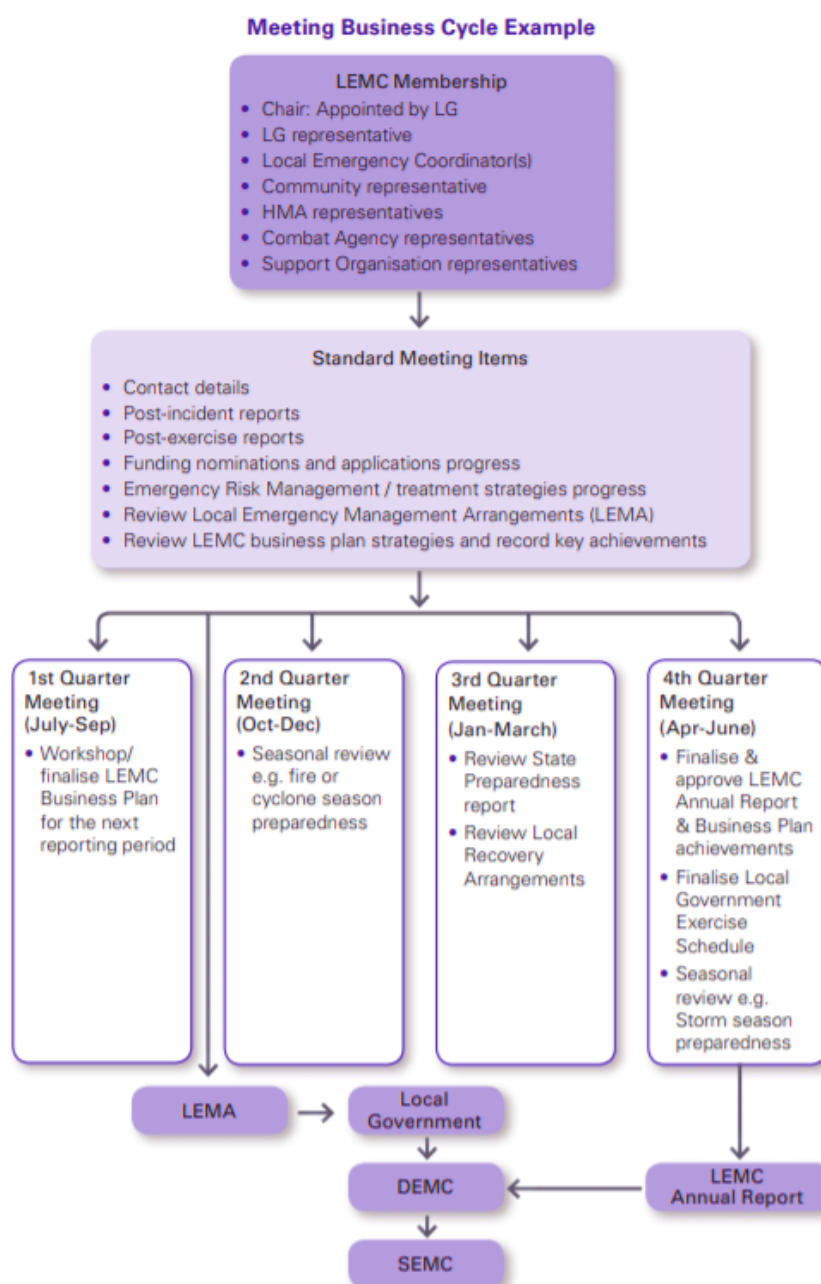 Meeting Business Cycle Example
LEMC Membership
• Chair: Appointed by LG
• LG representative
• Local Emergency Coordinator(s)
• Community representative
• HMA representatives
• Combat Agency representatives
• Support Organisation representatives
Standard Meeting Items
• Contact details
• Post-incident reports
• Post-exercise reports
• Funding nominations and applications progress
• Emergency Risk Management / treatment strategies progress
• Review Local Emergency Management Arrangements (LEMA)
• Review LEMC business plan strategies and record key achievements
1st Quarter
Meeting
(July-Sep)
• Workshop/
finalise LEMC
Business Plan
for the next
reporting period
2nd Quarter
Meeting
(Oct-Dec)
• Seasonal review
e.g. fire or
cyclone season
preparedness
3rd Quarter
Meeting
(Jan-March)
• Review State
Preparedness
report
• Review Local
Recovery
Arrangements
4th Quarter
Meeting
(Apr-June)
• Finalise &
approve LEMC
Annual Report
& Business Plan
achievements
• Finalise Local
Government
Exercise
Schedule
• Seasonal
review e.g.
Storm season
preparedness
LEMA
Local
Government
DEMC
LEMC
Annual Report
SEMC